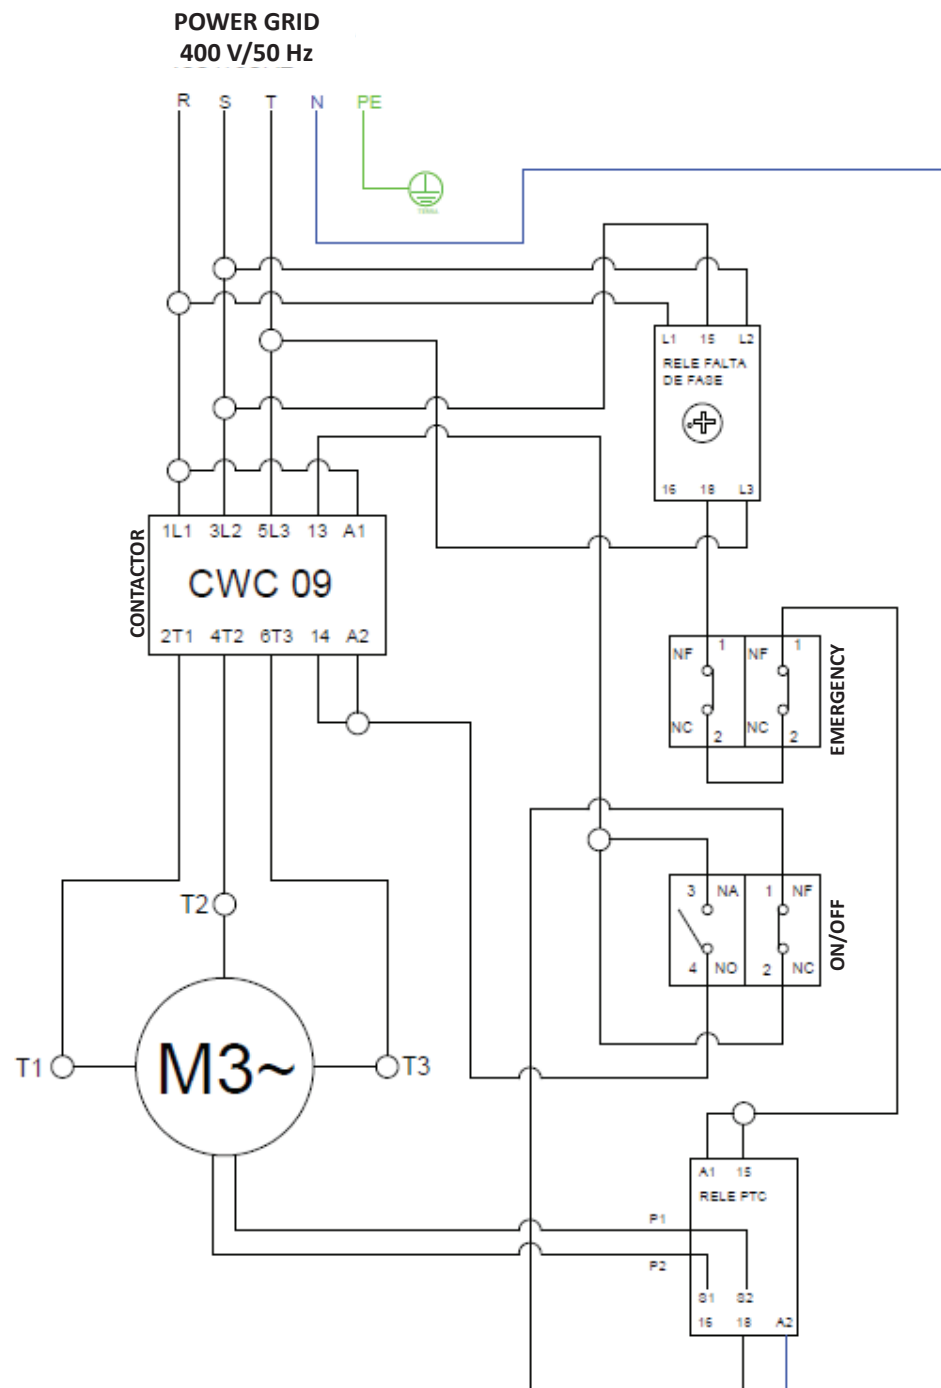 POWER GRID
400 V/50 Hz
R S T N PE
TERRA
L1 15 L2
RELE FALTA
DE FASE
16 18 L3
1L1 3L2 5L3 13 A1
CONTACTOR
CWC 09
2T1 4T2 6T3 14 A2
NF 1 NF 1
NC 2 NC 2
EMERGENCY
3 NA 1 NF
4 NO 2 NC
ON/OFF
T2
T1
M3~
T3
A1 15
RELE PTC
P1
P2
S1 S2
16 18 A2